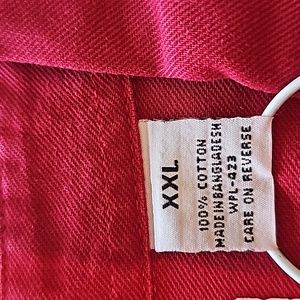 XXL
100% COTTON
MADE IN BANGLADESH
WPL-423
CARE ON REVERSE